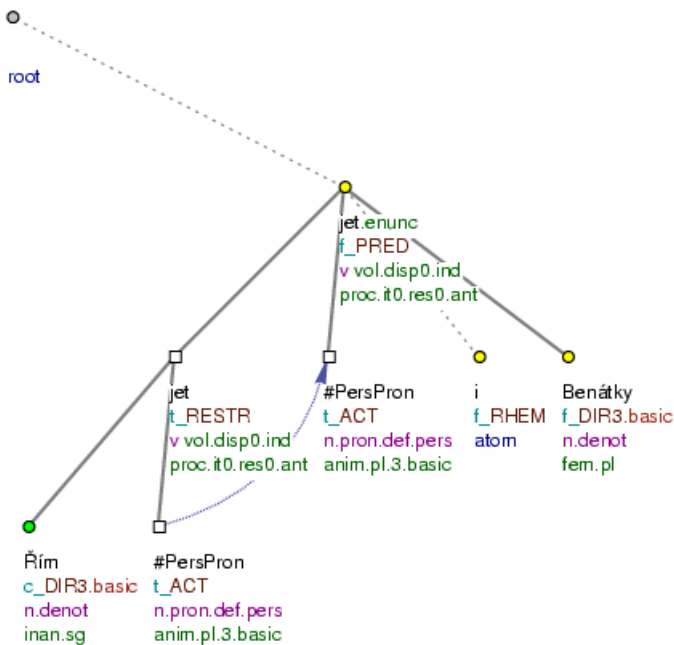 root
jet.enunc
f_PRED
v vol.disp0.ind
proc.it0.res0.ant
jet
t_RESTR
v vol.disp0.ind
proc.it0.res0.ant
#PersPron
t_ACT
n.pron.def.pers
anim.pl.3.basic
i
f_RHEM
atom
Benátky
f_DIR3.basic
n.denot
fem.pl
Řím
c_DIR3.basic
n.denot
inan.sg
#PersPron
t_ACT
n.pron.def.pers
anim.pl.3.basic